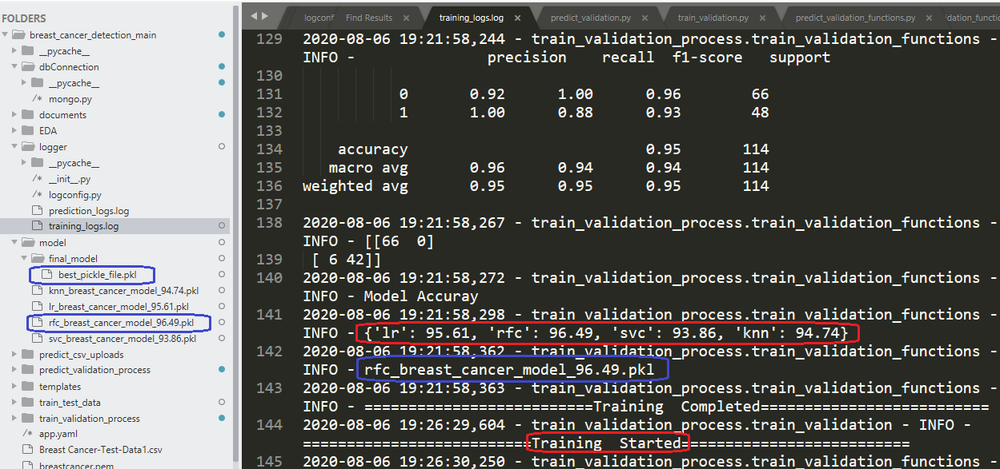 FOLDERS
breast_cancer_detection_main
__pycache__
dbConnection
__pycache__
/* mongo.py
documents
EDA
logger
__pycache__
/* __init__.py
/* logconfig.py
prediction_logs.log
training_logs.log
model
final_model
best_pickle_file.pkl
knn_breast_cancer_model_94.74.pkl
lr_breast_cancer_model_95.61.pkl
rfc_breast_cancer_model_96.49.pkl
svc_breast_cancer_model_93.86.pkl
predict_csv_uploads
predict_validation_process
templates
train_test_data
train_validation_process
/* app.yaml
Breast Cancer-Test-Data1.csv
breastcancer.pem
logconf Find Results × training_logs.log × predict_validation.py × train_validation.py × predict_validation_functions.py × dation_functio
129 2020-08-06 19:21:58,244 - train_validation_process.train_validation_functions -
INFO - precision recall f1-score support
130
131 0 0.92 1.00 0.96 66
132 1 1.00 0.88 0.93 48
133
134 accuracy 0.95 114
135 macro avg 0.96 0.94 0.94 114
136 weighted avg 0.95 0.95 0.95 114
137
138 2020-08-06 19:21:58,267 - train_validation_process.train_validation_functions -
INFO - [[66 0]
139 [ 6 42]]
140 2020-08-06 19:21:58,272 - train_validation_process.train_validation_functions -
INFO - Model Accuray
141 2020-08-06 19:21:58,298 - train_validation_process.train_validation_functions -
INFO - {'lr': 95.61, 'rfc': 96.49, 'svc': 93.86, 'knn': 94.74}
142 2020-08-06 19:21:58,362 - train_validation_process.train_validation_functions -
INFO - rfc_breast_cancer_model_96.49.pkl
143 2020-08-06 19:21:58,363 - train_validation_process.train_validation_functions -
INFO - ==========================Training Completed==========================
144 2020-08-06 19:26:29,604 - train_validation_process.train_validation - INFO -
==========================Training Started==========================
145 2020-08-06 19:26:30,250 - train_validation_process.train_validation_functions -